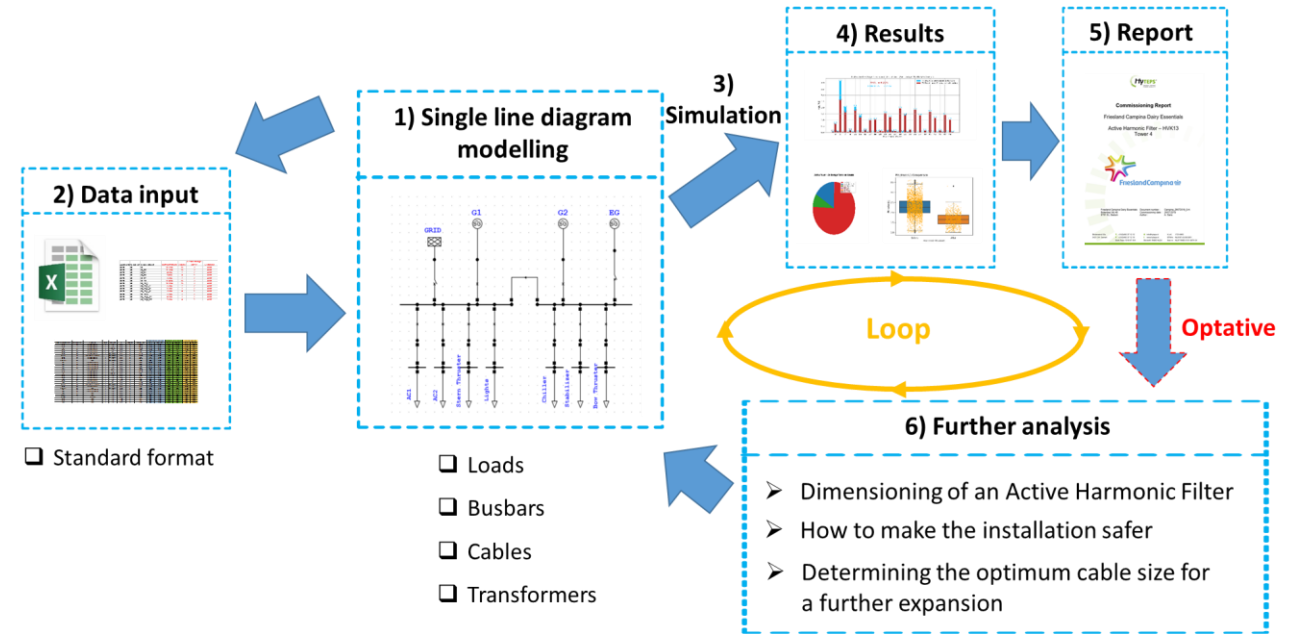 4) Results
5) Report
3)
Simulation
1) Single line diagram
modelling
2) Data input
HyTEPS
Commissioning Report
Friesland Campina Dairy Essentials
Active Harmonic Filter – HVK13
Tower 4
FrieslandCampina
GRID
G1
G2
EG
AC1
AC2
Stern Thruster
Lights
Chiller
Stabilizer
Bow Thruster
Loop
Optative
❑ Standard format
❑ Loads
❑ Busbars
❑ Cables
❑ Transformers
6) Further analysis
➢ Dimensioning of an Active Harmonic Filter
➢ How to make the installation safer
➢ Determining the optimum cable size for
a further expansion